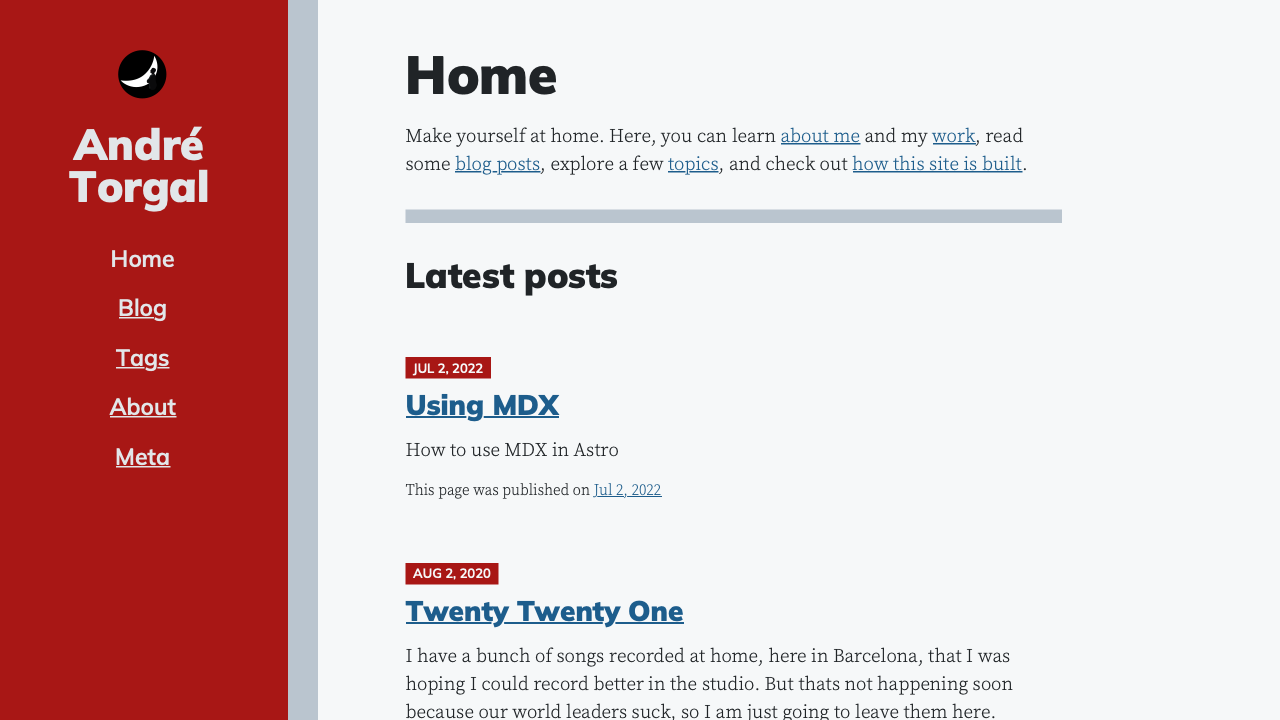 André
Torgal
Home
Blog
Tags
About
Meta
Home
Make yourself at home. Here, you can learn about me and my work, read
some blog posts, explore a few topics, and check out how this site is built.
Latest posts
JUL 2, 2022
Using MDX
How to use MDX in Astro
This page was published on Jul 2, 2022
AUG 2, 2020
Twenty Twenty One
I have a bunch of songs recorded at home, here in Barcelona, that I was
hoping I could record better in the studio. But thats not happening soon
because our world leaders suck, so I am just going to leave them here.